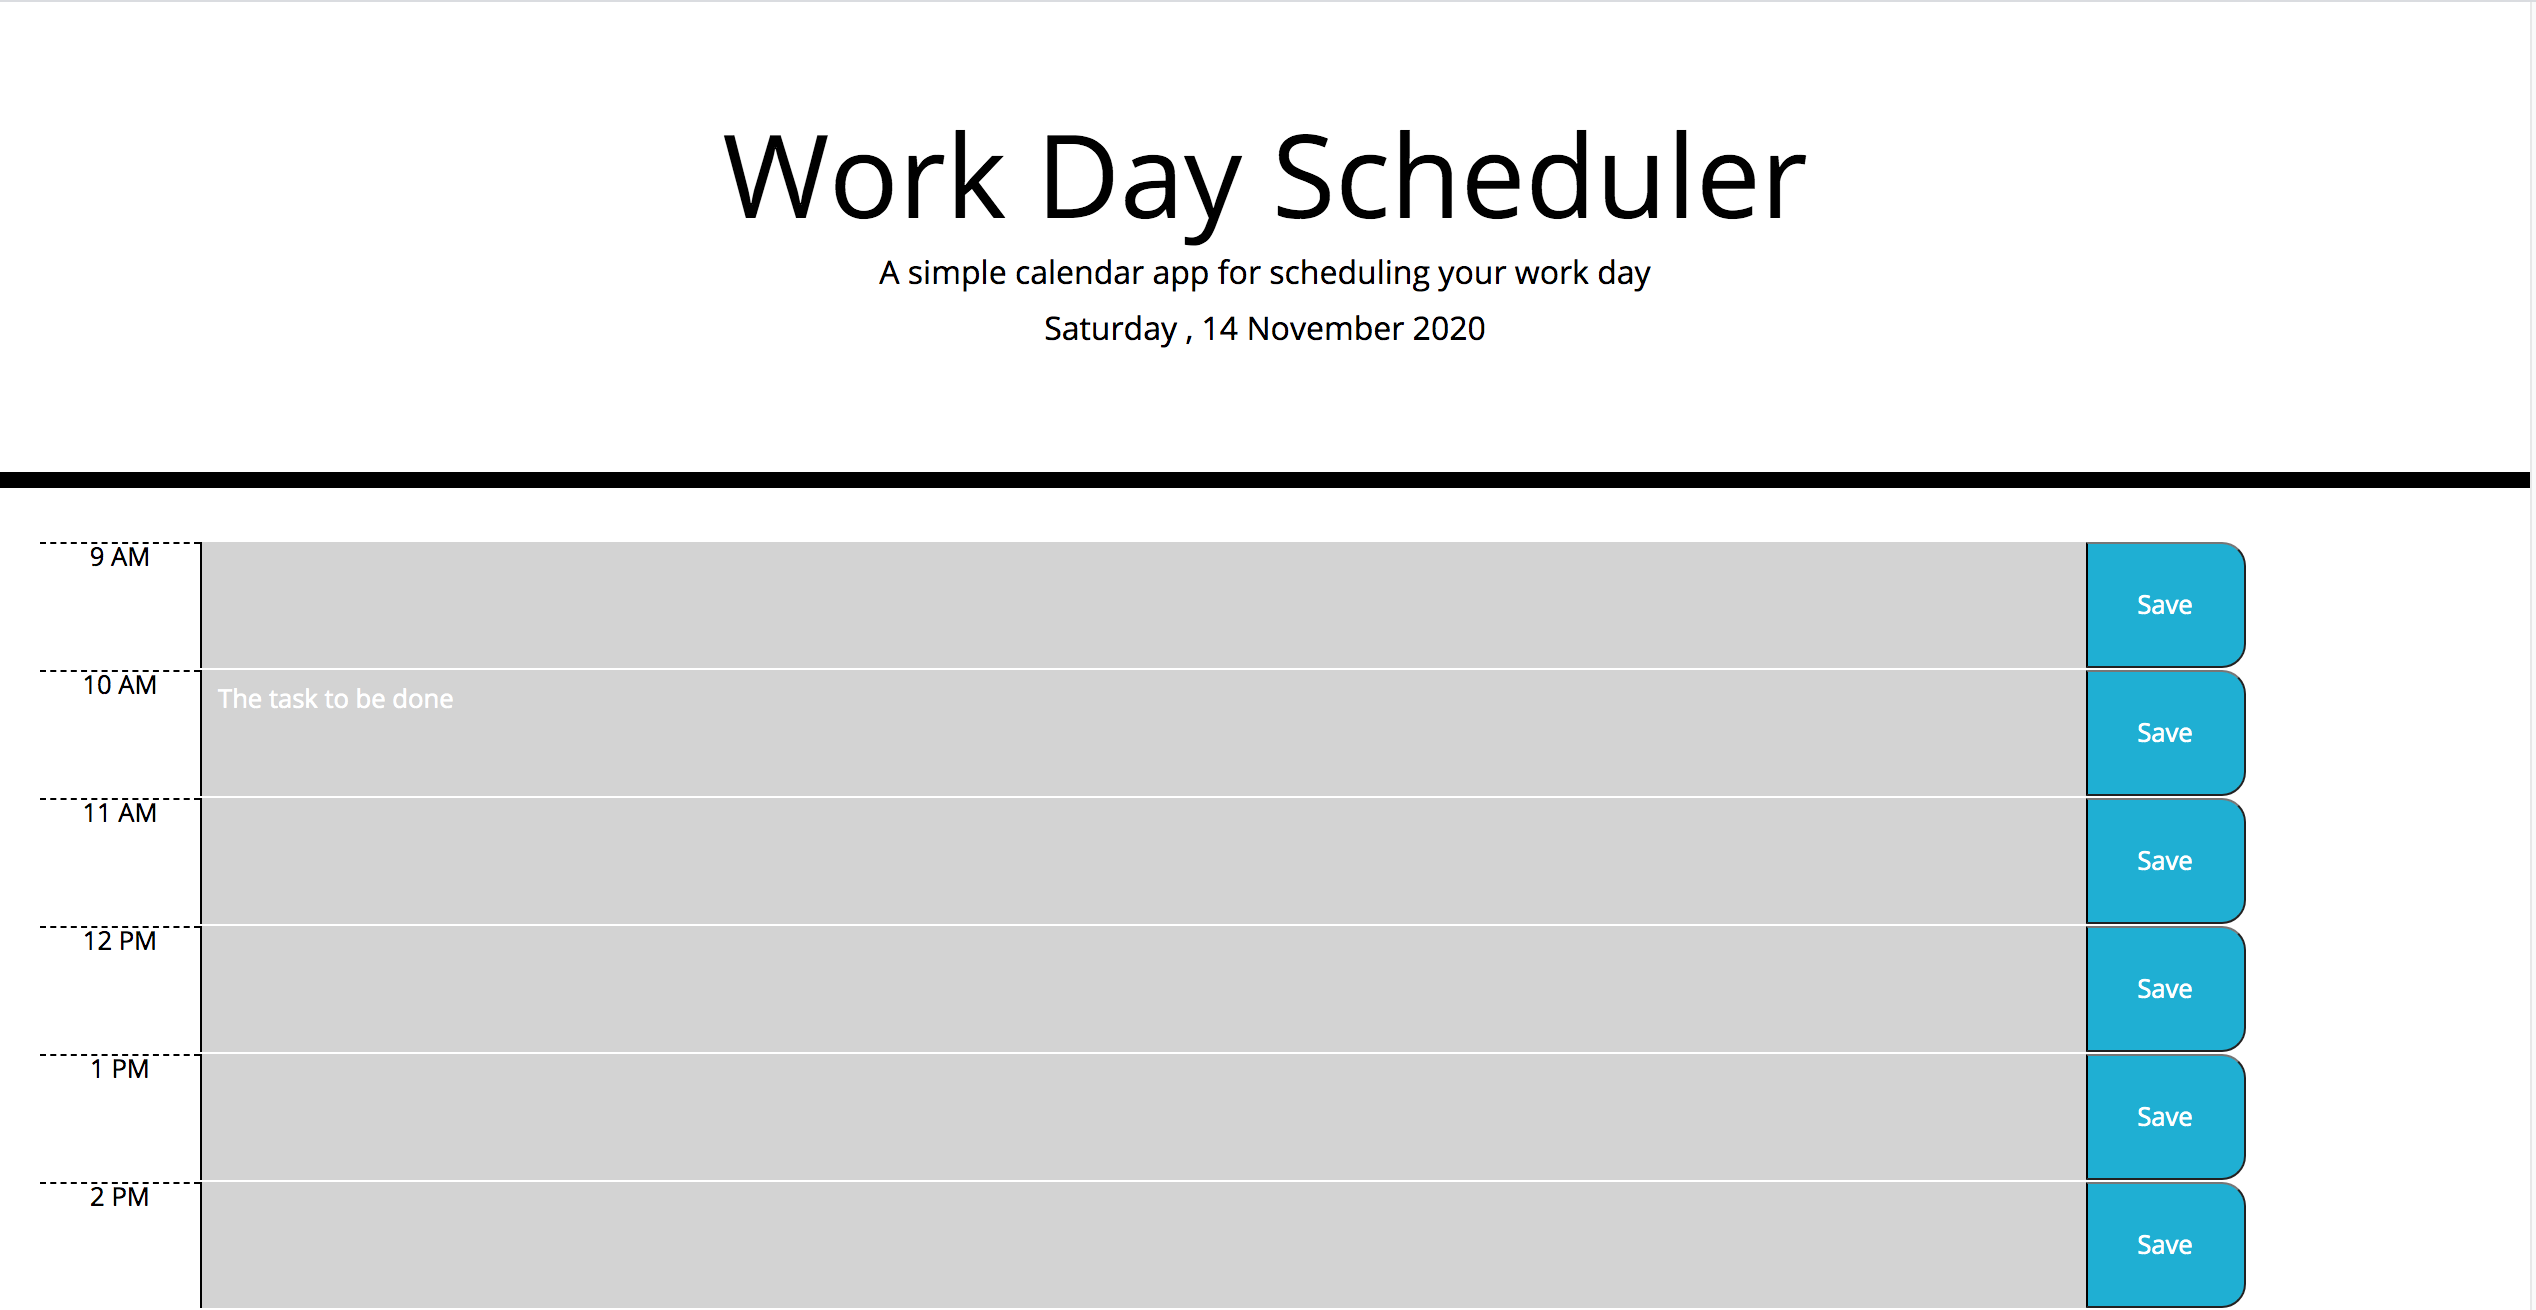 Work Day Scheduler
A simple calendar app for scheduling your work day
Saturday , 14 November 2020
9 AM
Save
10 AM
The task to be done
Save
11 AM
Save
12 PM
Save
1 PM
Save
2 PM
Save